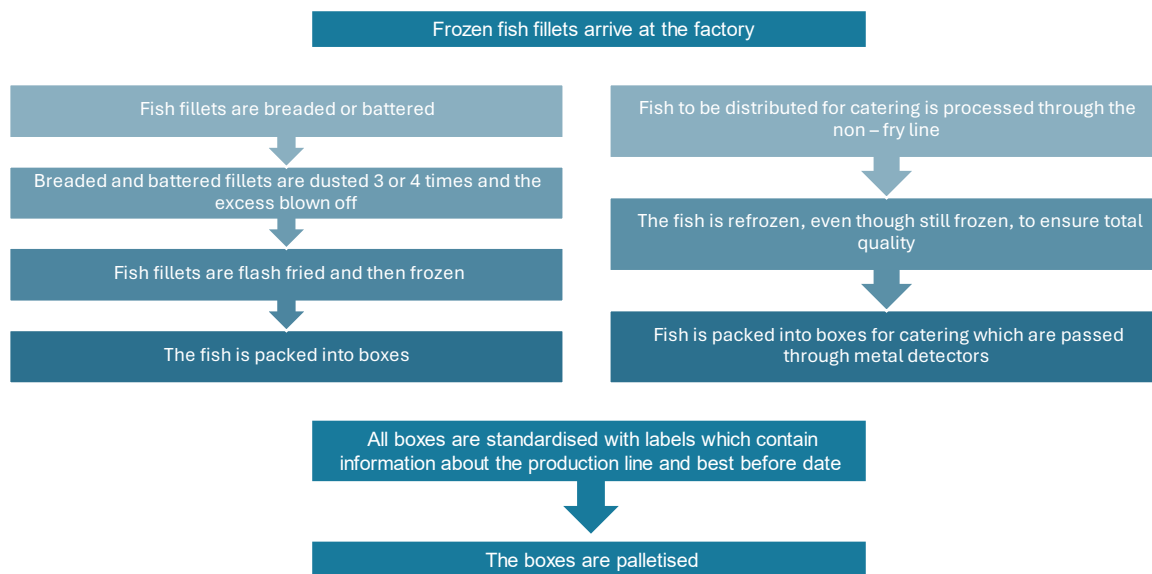 Frozen fish fillets arrive at the factory
Fish fillets are breaded or battered
Breaded and battered fillets are dusted 3 or 4 times and the
excess blown off
Fish fillets are flash fried and then frozen
The fish is packed into boxes
Fish to be distributed for catering is processed through the
non – fry line
The fish is refrozen, even though still frozen, to ensure total
quality
Fish is packed into boxes for catering which are passed
through metal detectors
All boxes are standardised with labels which contain
information about the production line and best before date
The boxes are palletised